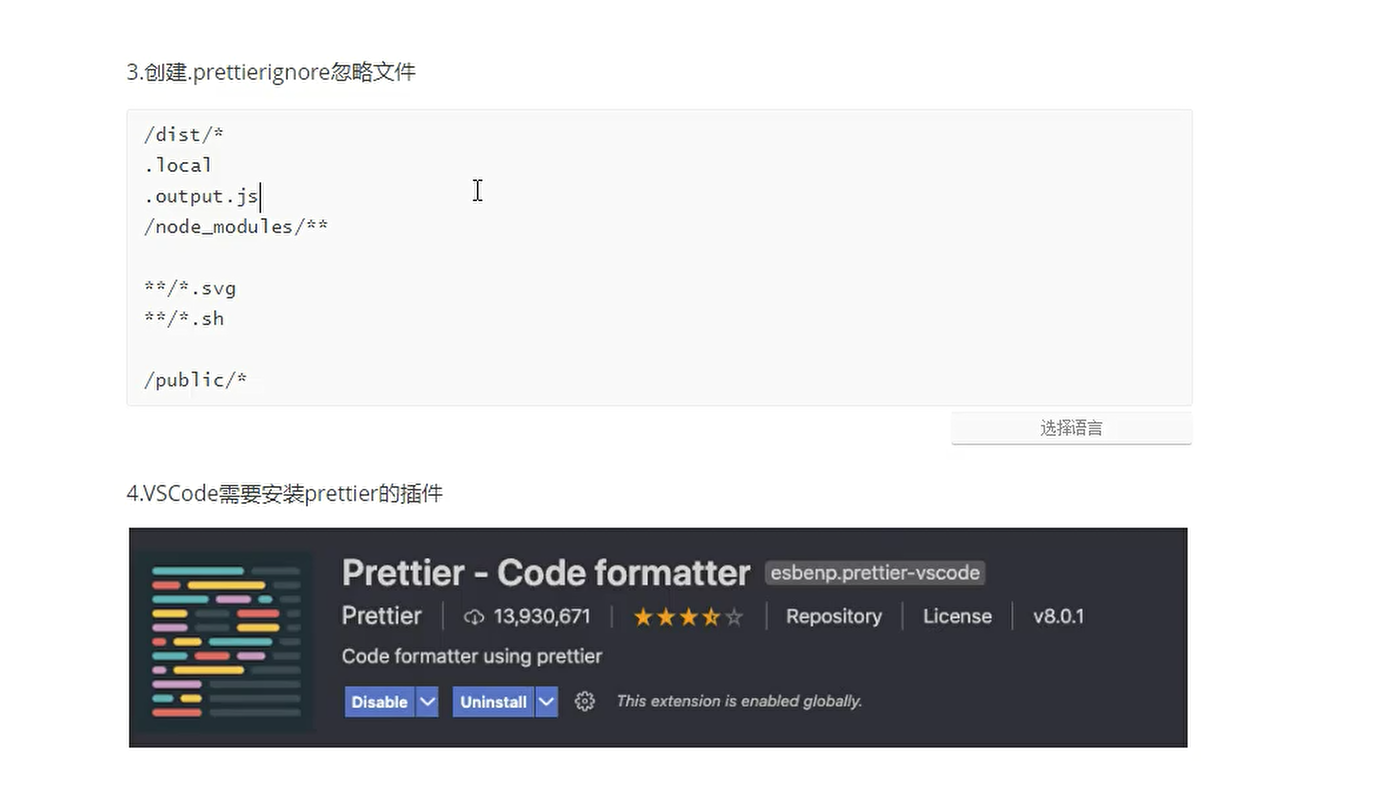 3.创建.prettierignore忽略文件
/dist/*
.local
.output.js
/node_modules/**
**/*.svg
**/*.sh
/public/*
选择语言
4.VSCode需要安装prettier的插件
Prettier - Code formatter esbenp.prettier-vscode
Prettier 13,930,671 Repository License v8.0.1
Code formatter using prettier
Disable Uninstall This extension is enabled globally.